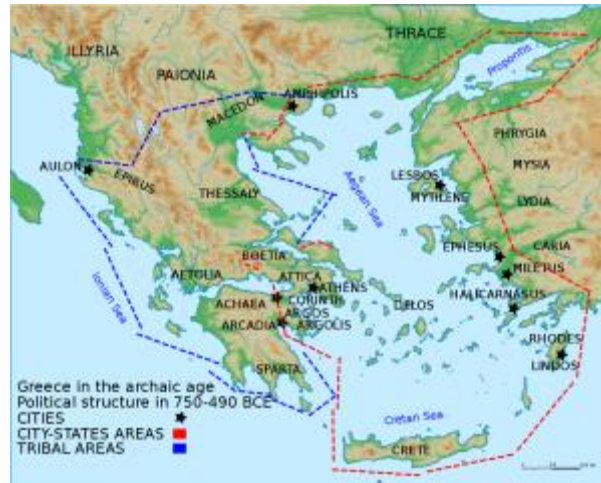 THRACE
ILLYRIA
PAIONIA
Propontis
MACEDON
AMPHIPOLIS
PHRYGIA
AULON
EPIRUS
MYSIA
LESBOS
THESSALY
MYTILENE
Aegean Sea
LYDIA
CARIA
EPHESUS
BOETIA
MILETUS
AETOLIA
ATTICA
ATHENS
Ionian Sea
ACHAEA
CORINTH
DELOS
HALICARNASUS
ARGOS
ARCADIA
ARGOLIS
RHODES
LINDOS
SPARTA
Greece in the archaic age
Political structure in 750-490 BCE
CITIES
CITY-STATES AREAS
TRIBAL AREAS
Cretan Sea
CRETE